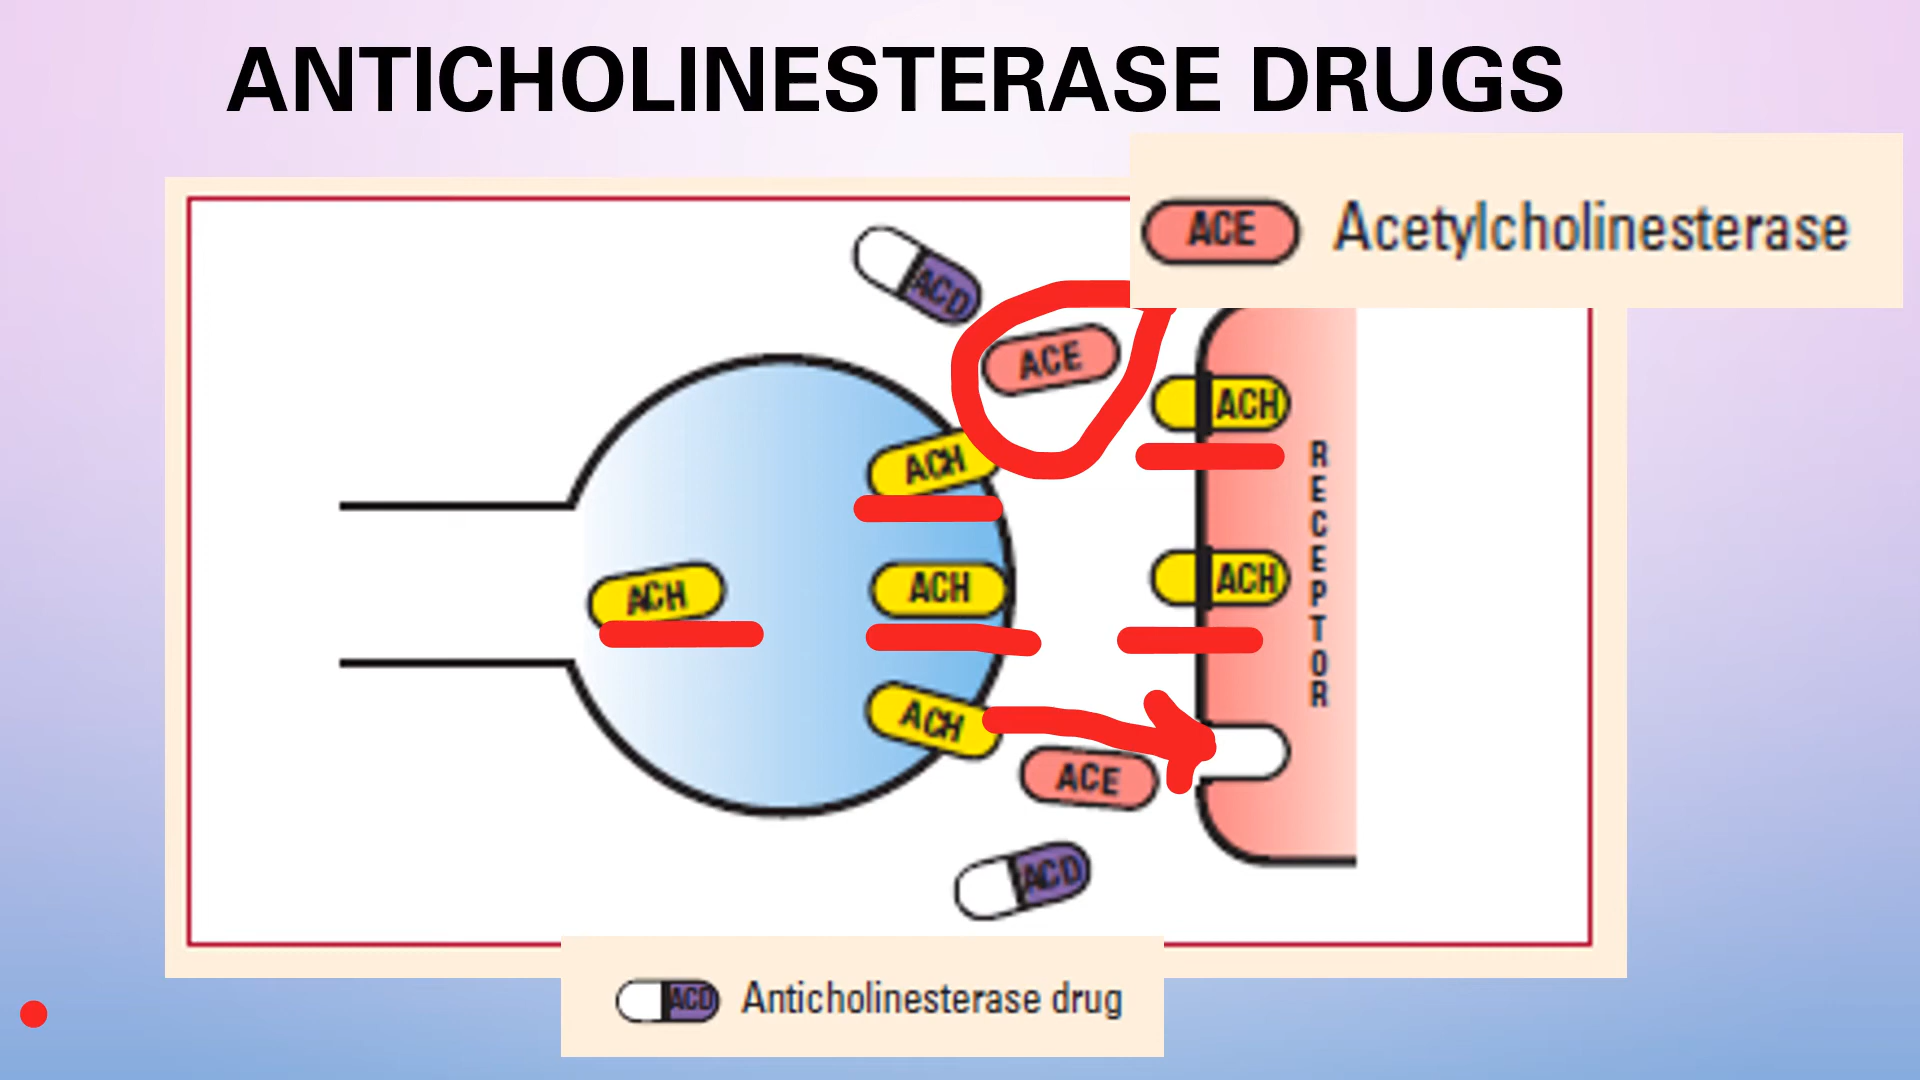 ANTICHOLINESTERASE DRUGS
ACE Acetylcholinesterase
ACD
ACE
ACH
ACH
ACH
ACH
ACH
ACH
RECEPTOR
ACE
ACD
ACD Anticholinesterase drug